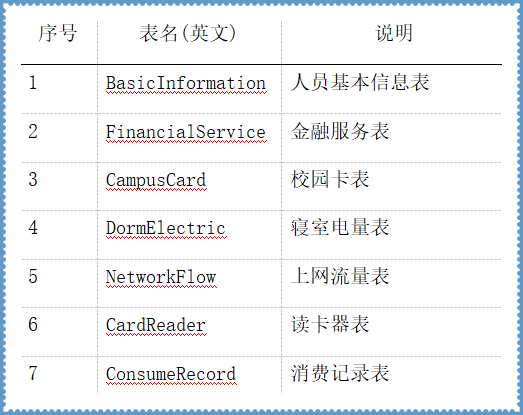 序号 表名(英文) 说明
1 BasicInformation 人员基本信息表
2 FinancialService 金融服务表
3 CampusCard 校园卡表
4 DormElectric 寝室电量表
5 NetworkFlow 上网流量表
6 CardReader 读卡器表
7 ConsumeRecord 消费记录表